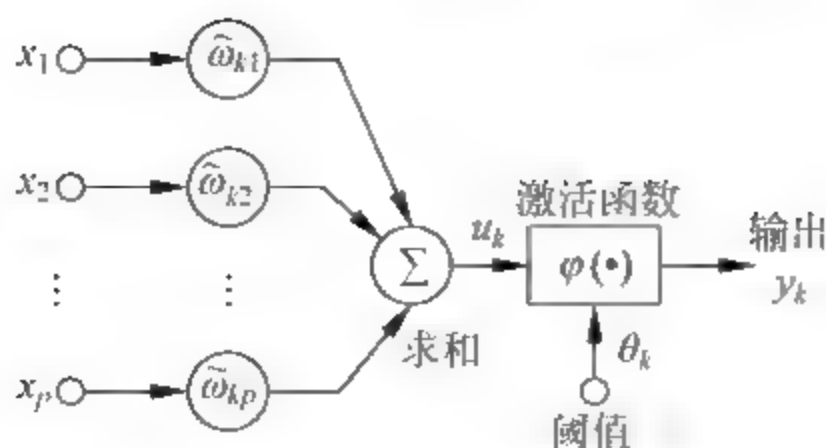 x₁
ω̃ₖ₁
x₂
ω̃ₖ₂
⋮
⋮
xₚ
ω̃ₖₚ
Σ
求和
uₖ
激活函数
φ(•)
θₖ
阈值
输出
yₖ